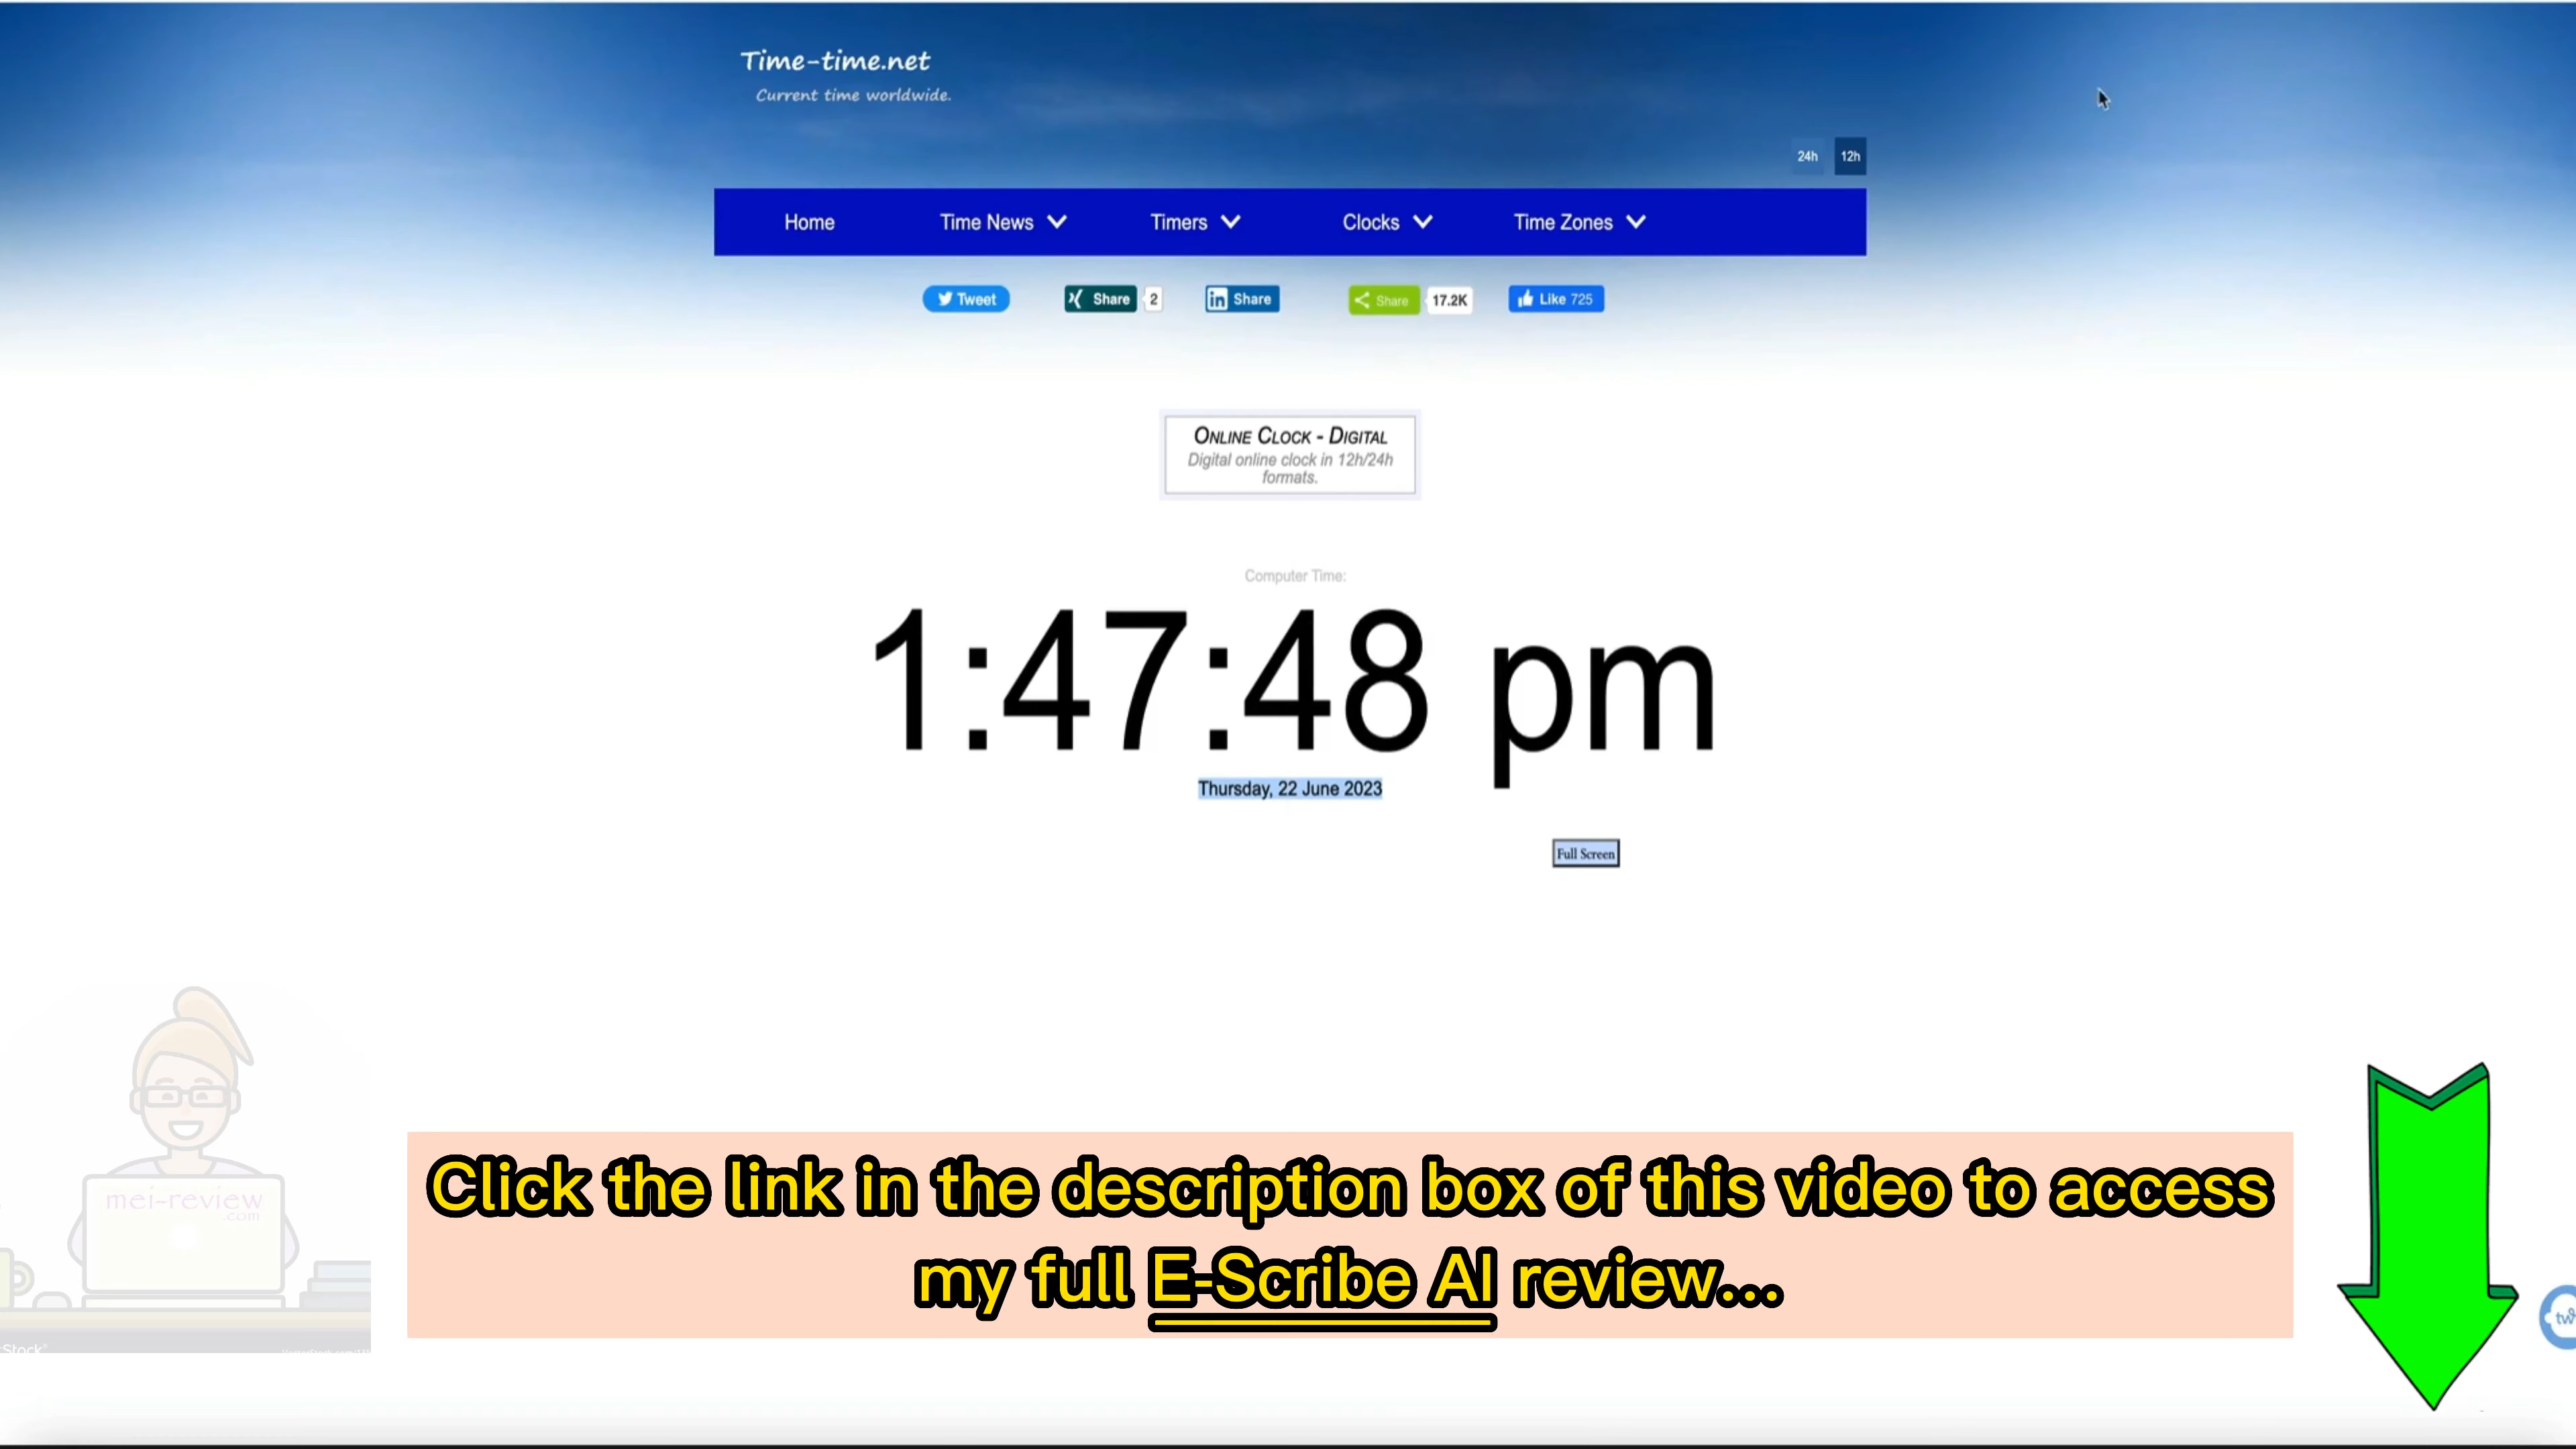 Time-time.net
Current time worldwide.
24h 12h
Home Time News Timers Clocks Time Zones
Tweet Share 2 Share Share 17.2K Like 725
ONLINE CLOCK - DIGITAL
Digital online clock in 12h/24h
formats.
Computer Time:
1:47:48 pm
Thursday, 22 June 2023
Full Screen
mei-review
.com
Click the link in the description box of this video to access
my full E-Scribe AI review...